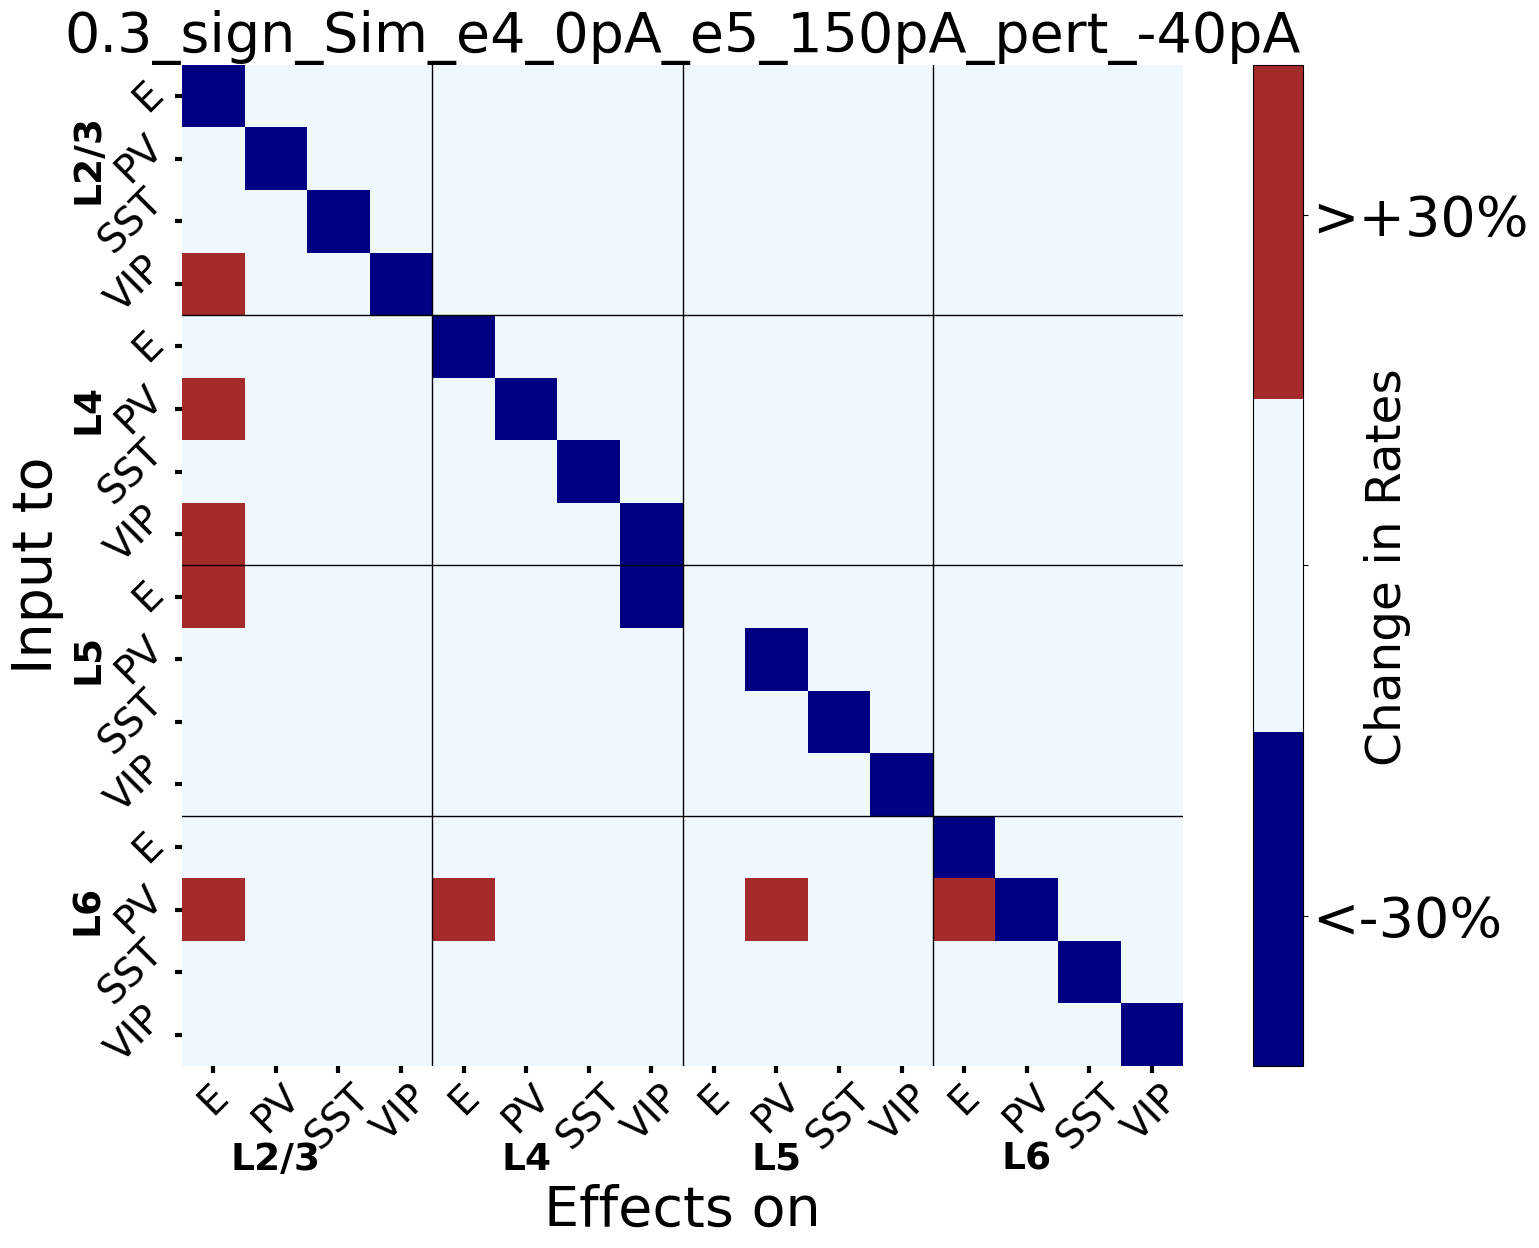 0.3_sign_Sim_e4_0pA_e5_150pA_pert_-40pA
Input to
L2/3
E
PV
SST
VIP
L4
E
PV
SST
VIP
L5
E
PV
SST
VIP
L6
E
PV
SST
VIP
E
PV
SST
VIP
E
PV
SST
VIP
E
PV
SST
VIP
E
PV
SST
VIP
L2/3
L4
L5
L6
Effects on
>+30%
<-30%
Change in Rates